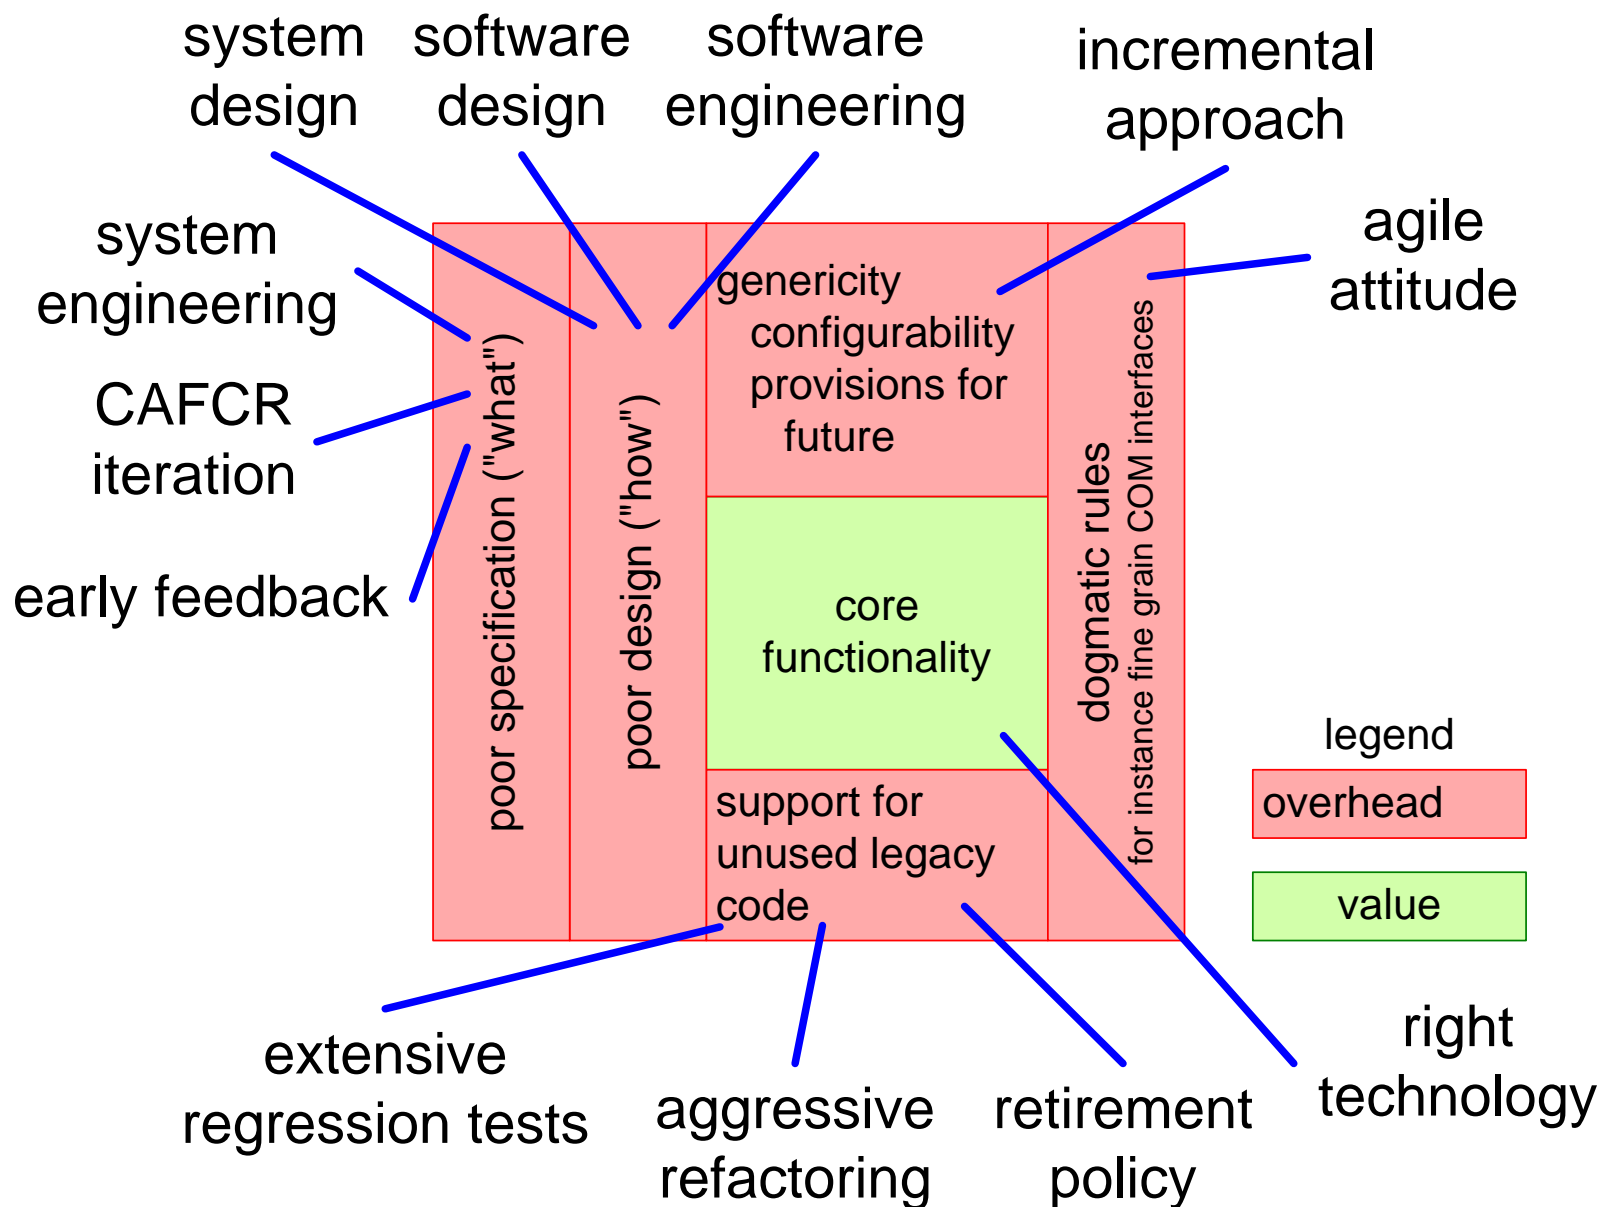 system
design
software
design
software
engineering
incremental
approach
system
engineering
agile
attitude
CAFCR
iteration
early feedback
poor specification ("what")
poor design ("how")
genericity
configurability
provisions for
future
core
functionality
support for
unused legacy
code
dogmatic rules
for instance fine grain COM interfaces
legend
overhead
value
extensive
regression tests
aggressive
refactoring
retirement
policy
right
technology